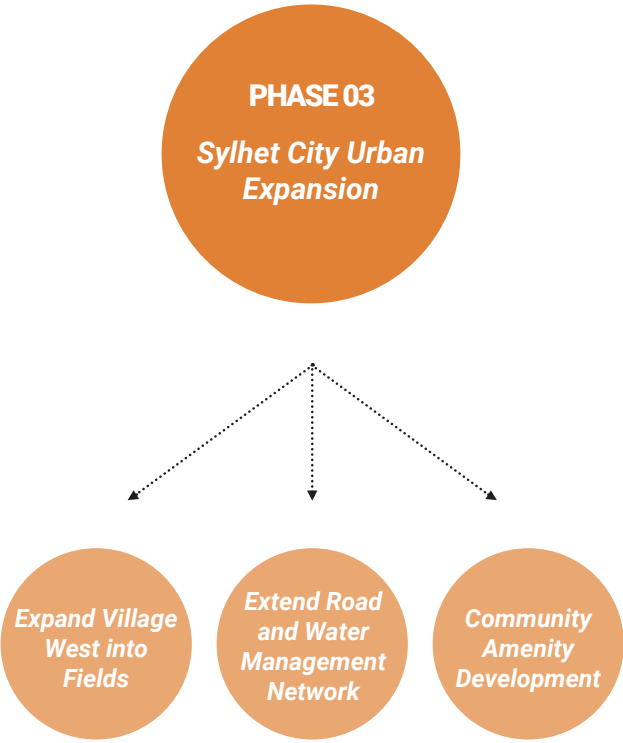 PHASE 03
Sylhet City Urban
Expansion
Expand Village
West into
Fields
Extend Road
and Water
Management
Network
Community
Amenity
Development